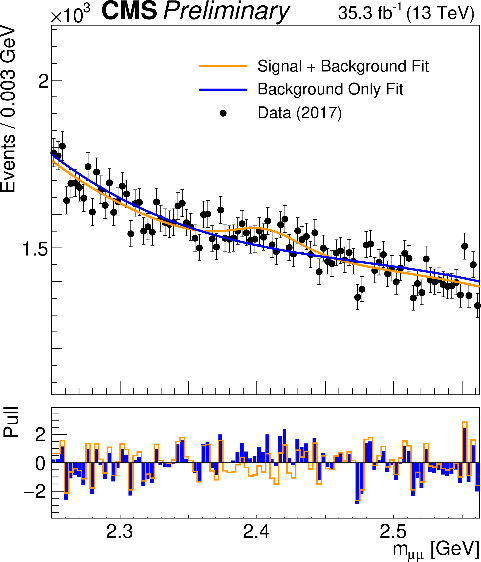 ×10³ CMS Preliminary 35.3 fb⁻¹ (13 TeV)
Events / 0.003 GeV
Signal + Background Fit
Background Only Fit
Data (2017)
2
1.5
Pull
2
0
−2
2.3 2.4 2.5
mμμ [GeV]